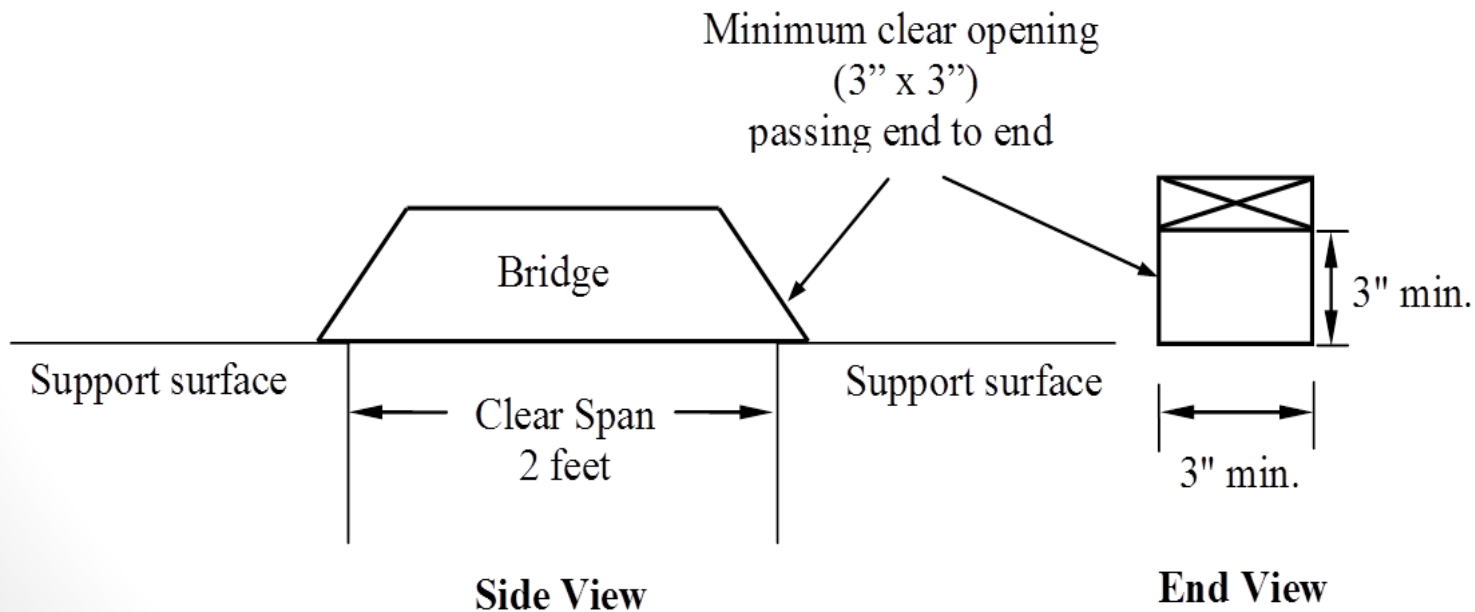 Minimum clear opening
(3” x 3”)
passing end to end
Bridge
3" min.
Support surface
Support surface
Clear Span
2 feet
3" min.
Side View
End View